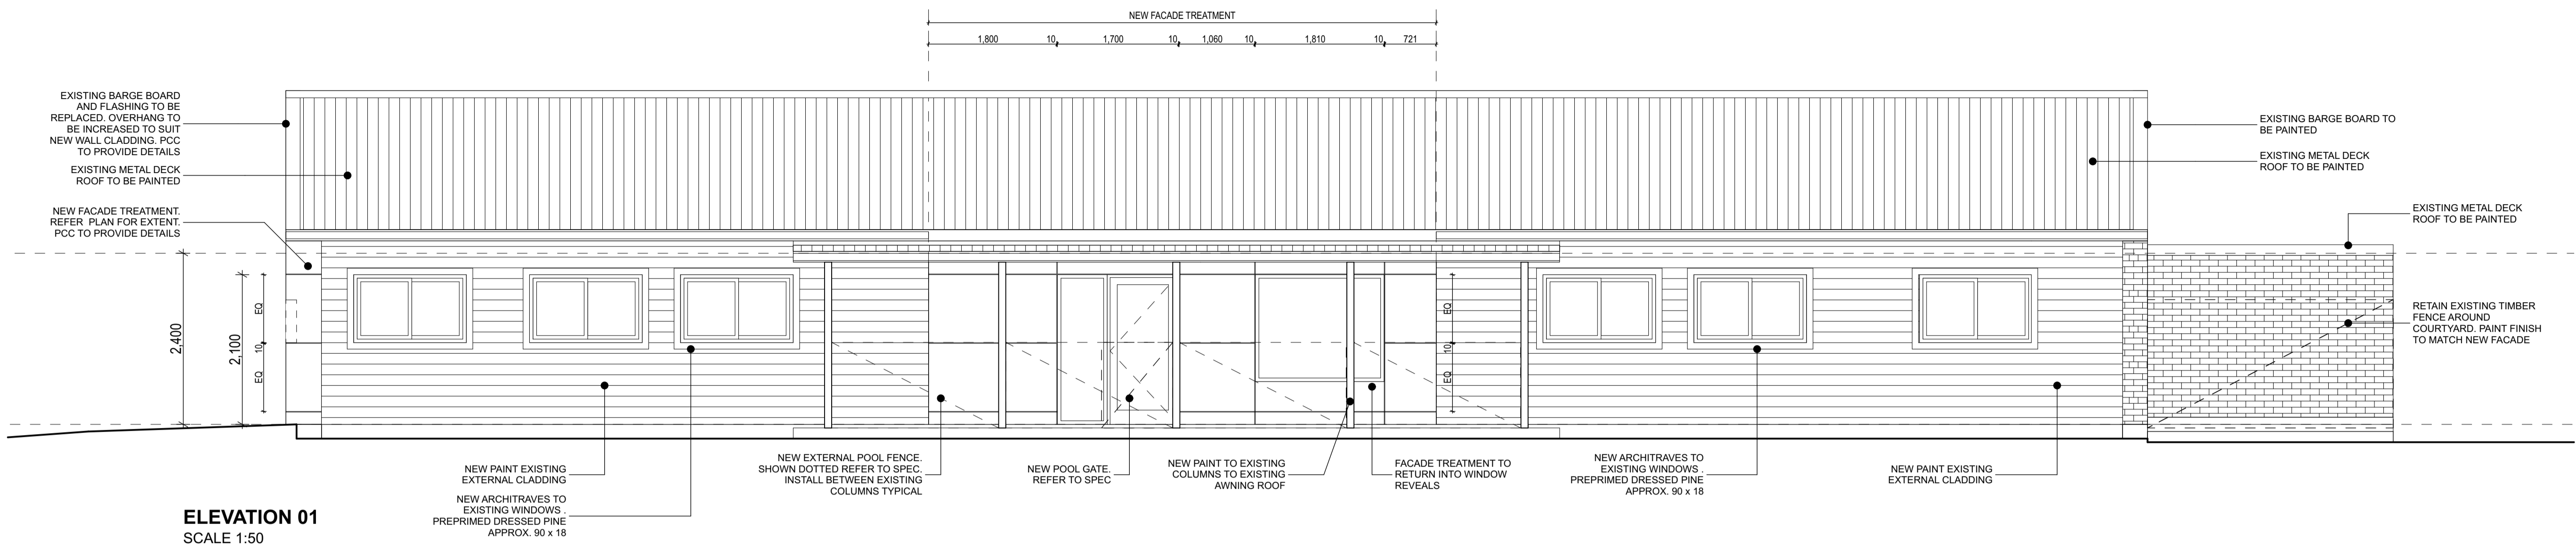 NEW FACADE TREATMENT
1,800 10 1,700 10 1,060 10 1,810 10 721
EXISTING BARGE BOARD
AND FLASHING TO BE
REPLACED. OVERHANG TO
BE INCREASED TO SUIT
NEW WALL CLADDING. PCC
TO PROVIDE DETAILS
EXISTING METAL DECK
ROOF TO BE PAINTED
NEW FACADE TREATMENT.
REFER PLAN FOR EXTENT.
PCC TO PROVIDE DETAILS
EXISTING BARGE BOARD TO
BE PAINTED
EXISTING METAL DECK
ROOF TO BE PAINTED
EXISTING METAL DECK
ROOF TO BE PAINTED
RETAIN EXISTING TIMBER
FENCE AROUND
COURTYARD. PAINT FINISH
TO MATCH NEW FACADE
2,400
2,100
EQ
10
EQ
EQ
10
EQ
NEW PAINT EXISTING
EXTERNAL CLADDING
NEW ARCHITRAVES TO
EXISTING WINDOWS .
PREPRIMED DRESSED PINE
APPROX. 90 x 18
NEW EXTERNAL POOL FENCE.
SHOWN DOTTED REFER TO SPEC.
INSTALL BETWEEN EXISTING
COLUMNS TYPICAL
NEW POOL GATE.
REFER TO SPEC
NEW PAINT TO EXISTING
COLUMNS TO EXISTING
AWNING ROOF
FACADE TREATMENT TO
RETURN INTO WINDOW
REVEALS
NEW ARCHITRAVES TO
EXISTING WINDOWS .
PREPRIMED DRESSED PINE
APPROX. 90 x 18
NEW PAINT EXISTING
EXTERNAL CLADDING
ELEVATION 01
SCALE 1:50